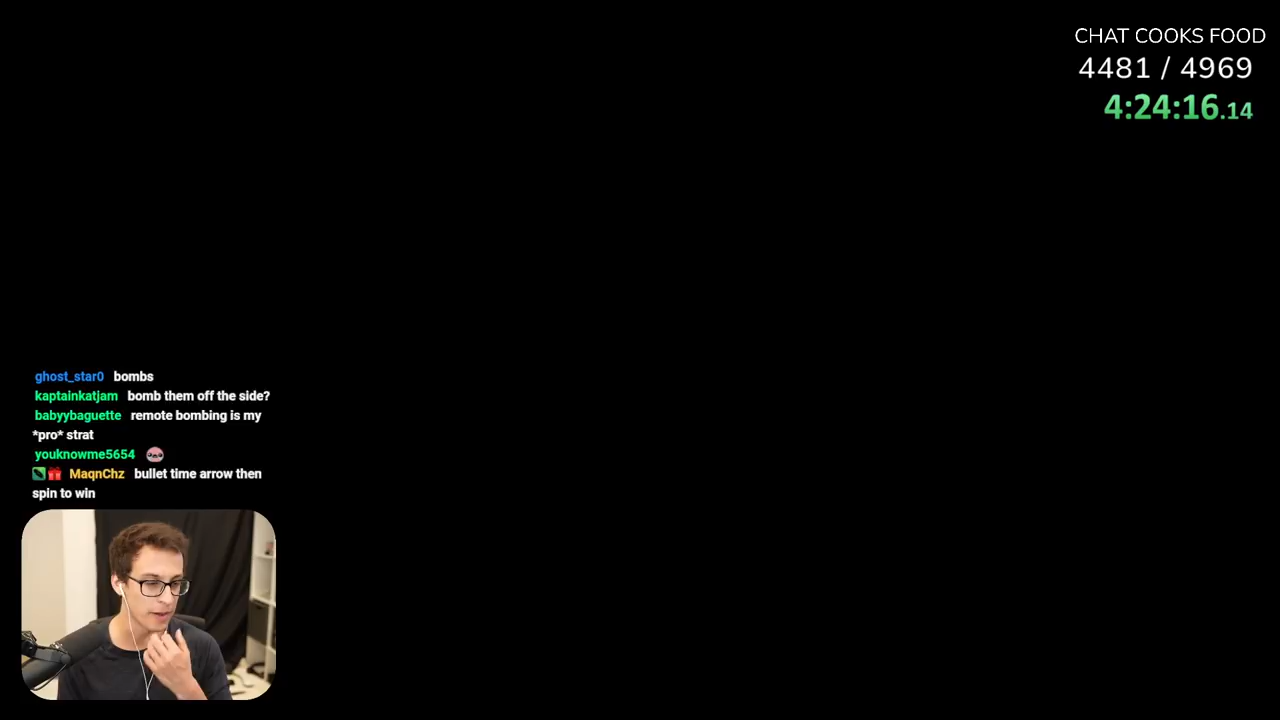 CHAT COOKS FOOD
4481 / 4969
4:24:16.14
ghost_star0 bombs
kaptainkatjam bomb them off the side?
babyybaguette remote bombing is my
*pro* strat
youknowme5654
MaqnChz bullet time arrow then
spin to win